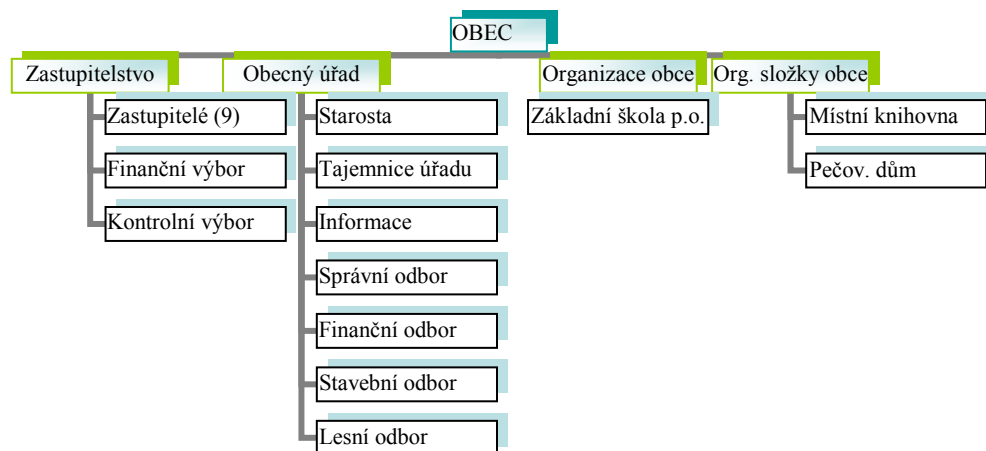 OBEC
Zastupitelstvo
Zastupitelé (9)
Finanční výbor
Kontrolní výbor
Obecný úřad
Starosta
Tajemnice úřadu
Informace
Správní odbor
Finanční odbor
Stavební odbor
Lesní odbor
Organizace obce
Základní škola p.o.
Org. složky obce
Místní knihovna
Pečov. dům